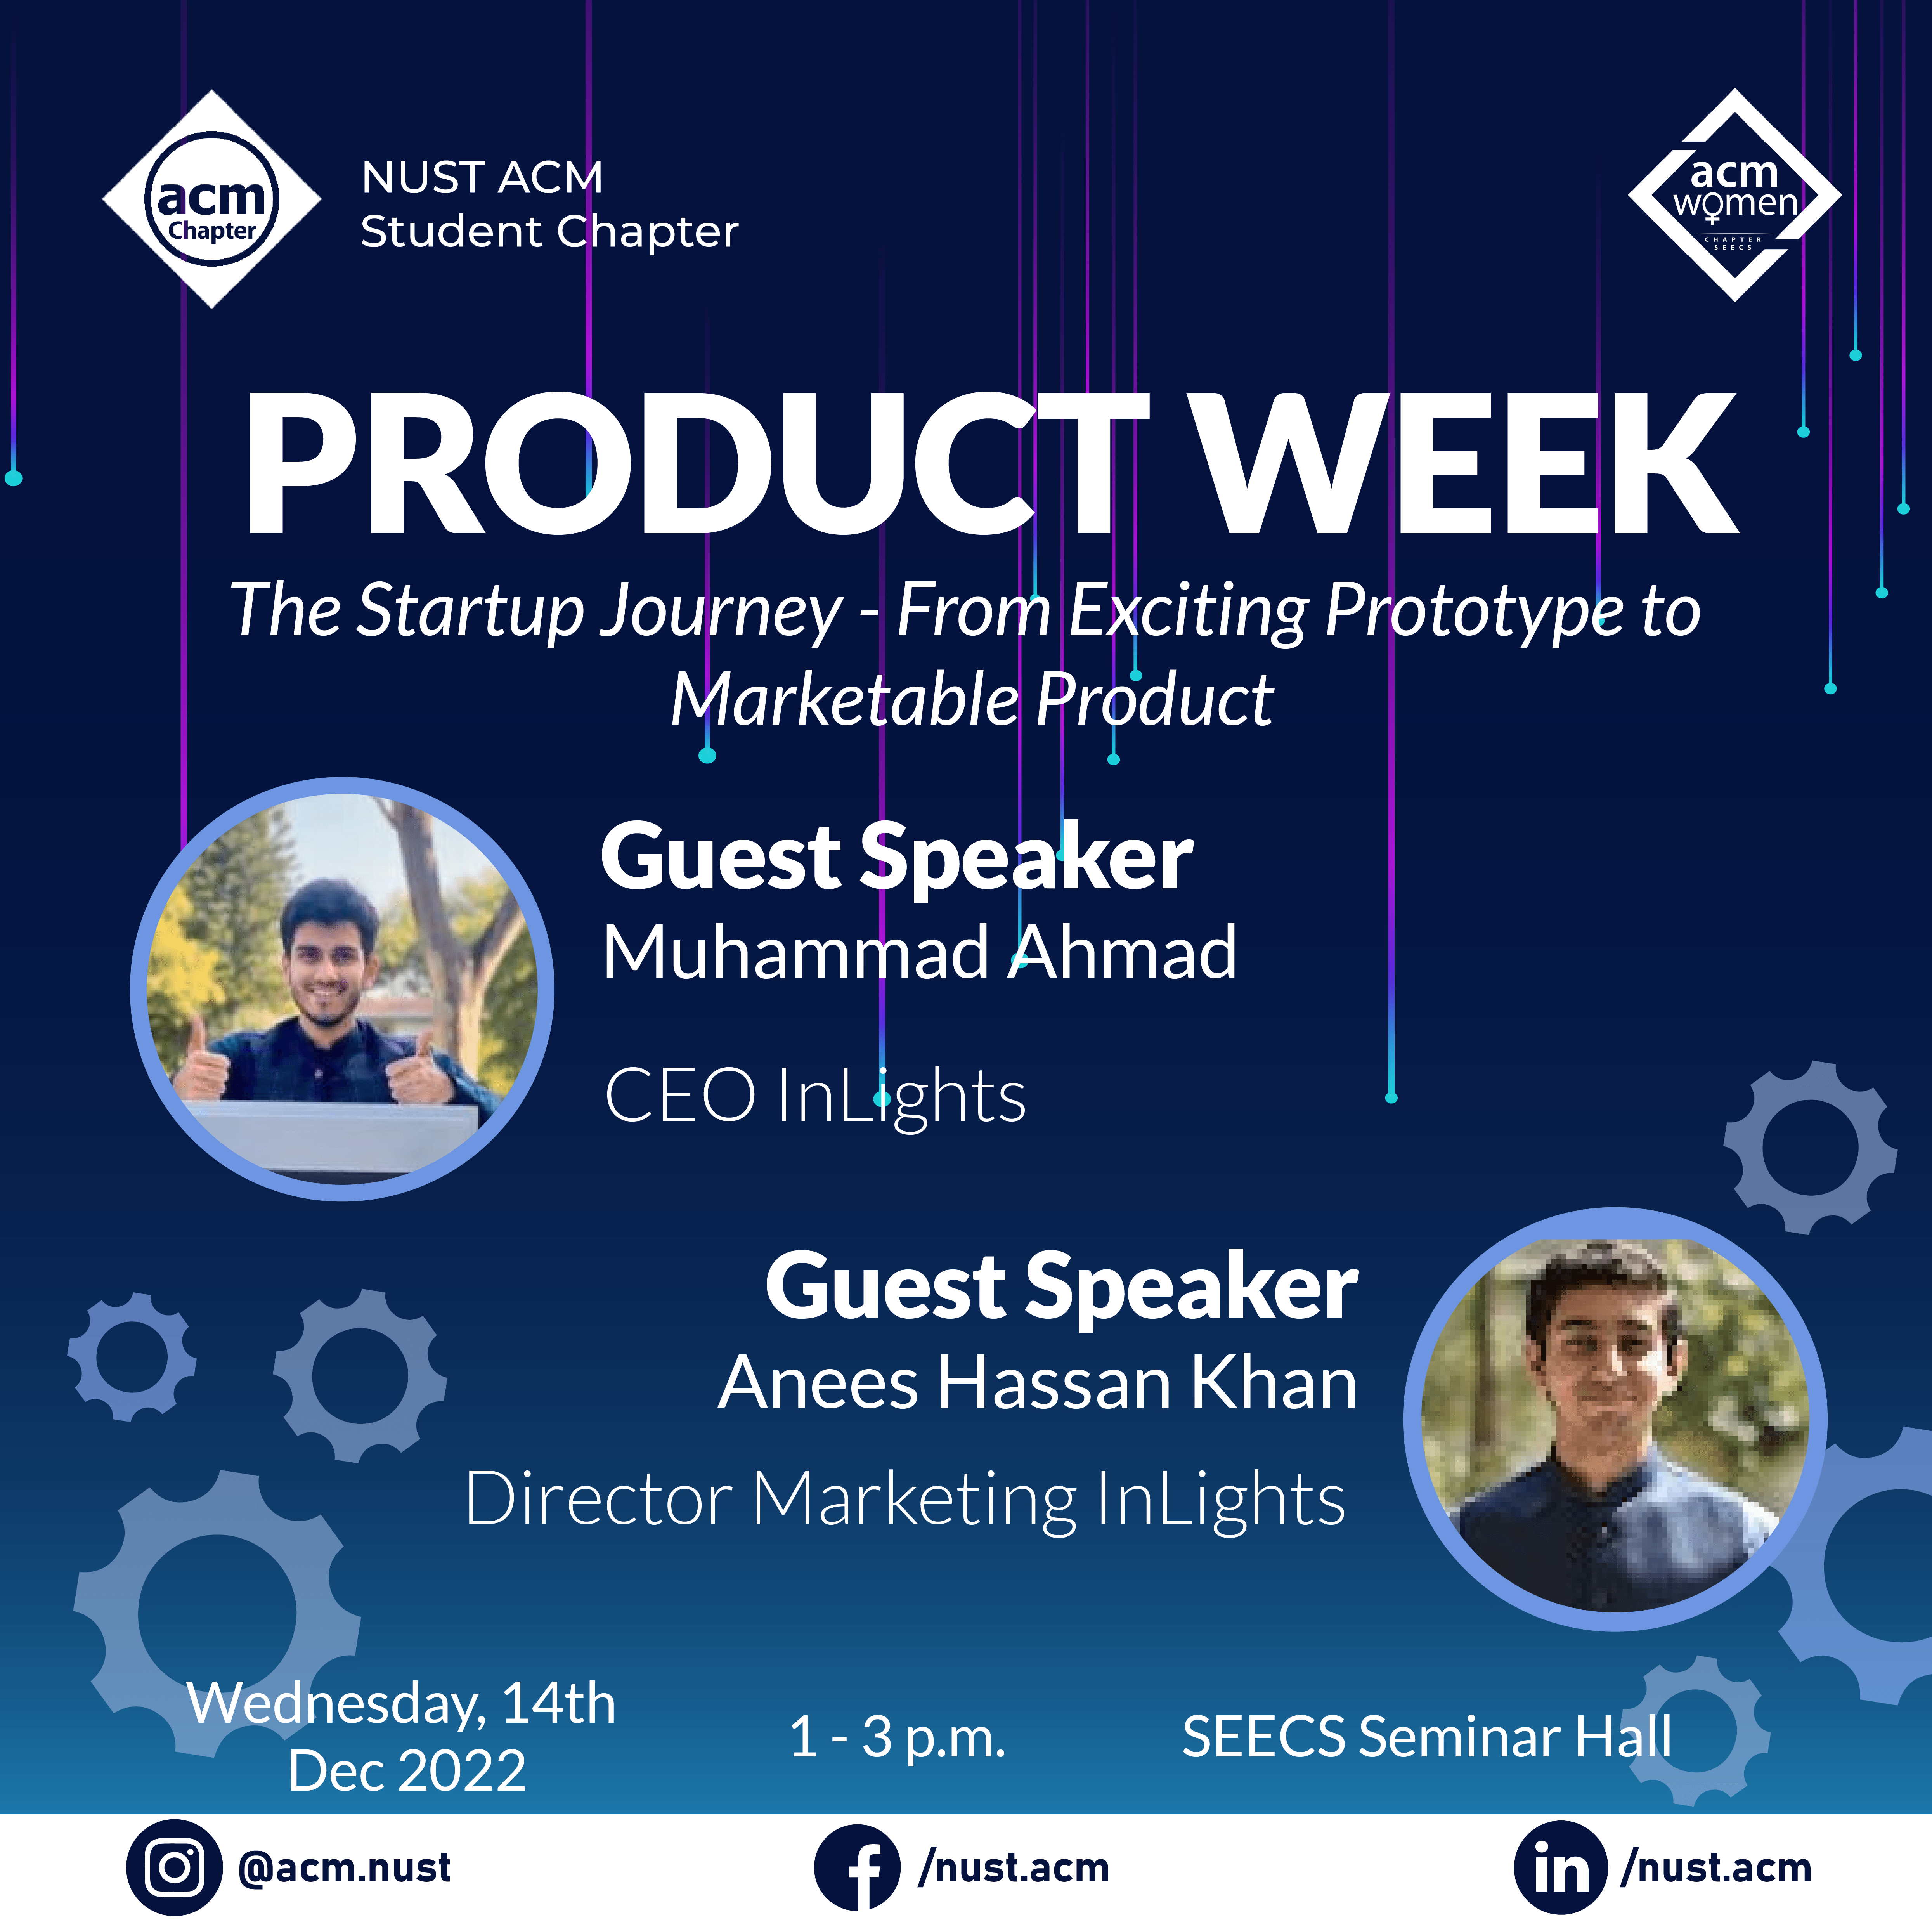 acm
Chapter
NUST ACM
Student Chapter
acm
women
CHAPTER
SEECS
PRODUCT WEEK
The Startup Journey - From Exciting Prototype to
Marketable Product
Guest Speaker
Muhammad Ahmad
CEO InLights
Guest Speaker
Anees Hassan Khan
Director Marketing InLights
Wednesday, 14th
Dec 2022
1 - 3 p.m.
SEECS Seminar Hall
@acm.nust
/nust.acm
in
/nust.acm